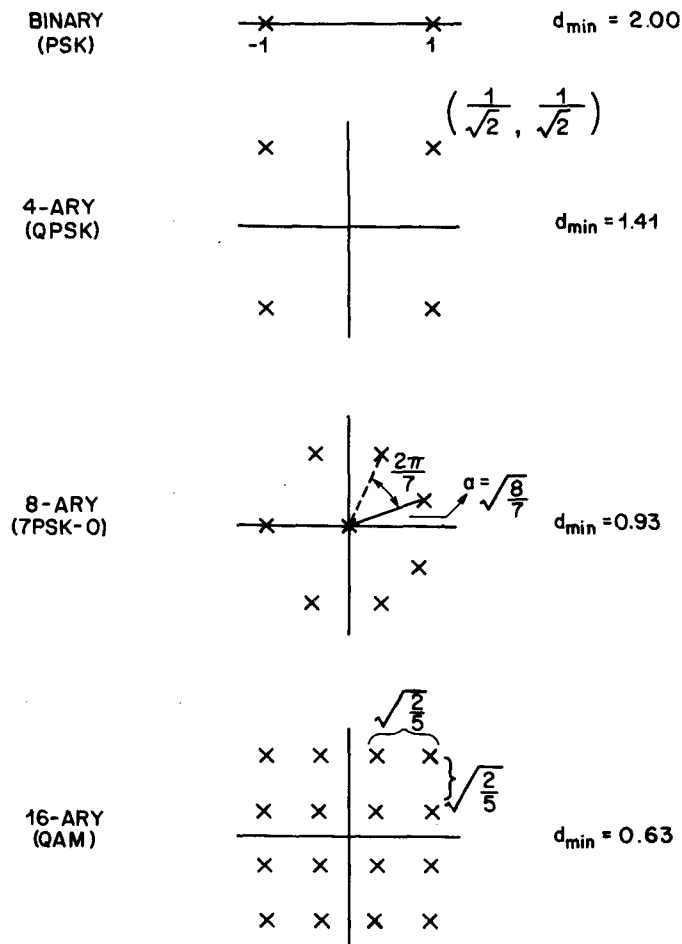 BINARY
(PSK)
-1
1
d_min = 2.00
(1/√2, 1/√2)
4-ARY
(QPSK)
d_min = 1.41
8-ARY
(7PSK-0)
2π/7
a = √(8/7)
d_min = 0.93
√(2/5)
√(2/5)
16-ARY
(QAM)
d_min = 0.63